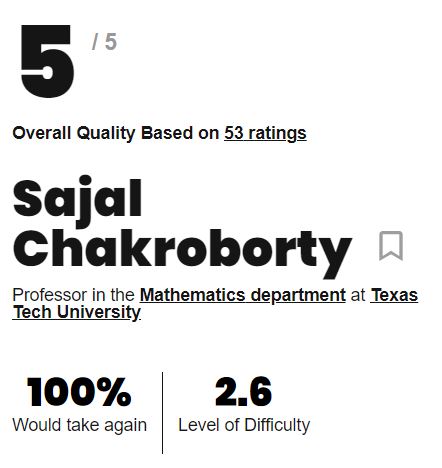 5 / 5
Overall Quality Based on 53 ratings
Sajal
Chakroborty
Professor in the Mathematics department at Texas
Tech University
100% 2.6
Would take again Level of Difficulty